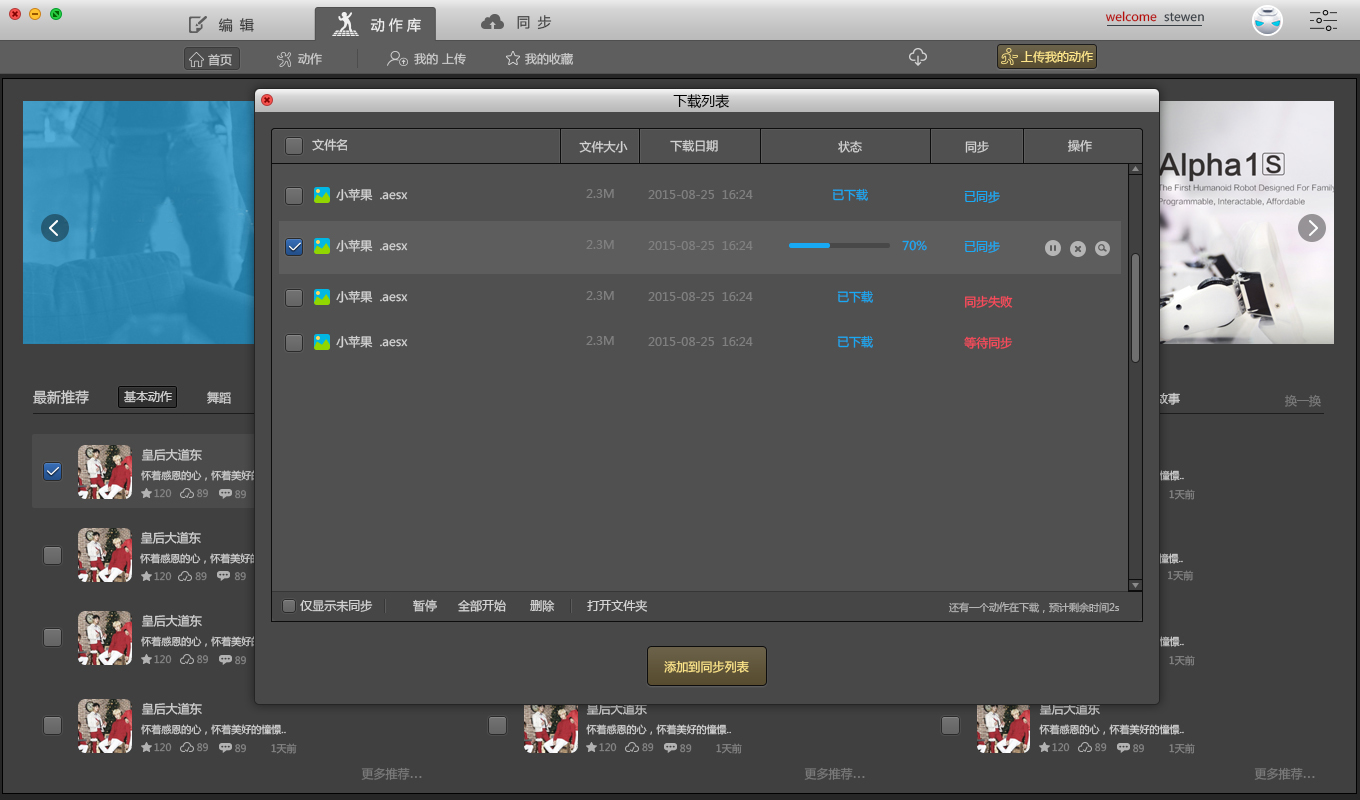 编 辑
动作库
同 步
welcome stewen
首页
动作
我的 上传
我的收藏
上传我的动作
下载列表
文件名 文件大小 下载日期 状态 同步 操作
小苹果 .aesx 2.3M 2015-08-25 16:24 已下载 已同步
小苹果 .aesx 2.3M 2015-08-25 16:24 70% 已同步
小苹果 .aesx 2.3M 2015-08-25 16:24 已下载 同步失败
小苹果 .aesx 2.3M 2015-08-25 16:24 已下载 等待同步
仅显示未同步 暂停 全部开始 删除 打开文件夹 还有一个动作在下载，预计剩余时间2s
添加到同步列表
Alpha1S
The First Humanoid Robot Designed For Family
Programmable, Interactable, Affordable
最新推荐 基本动作 舞蹈 故事 换一换
皇后大道东
怀着感恩的心，怀着美好的
120 89 89
憧憬..
1天前
皇后大道东
怀着感恩的心，怀着美好的
120 89 89
憧憬..
1天前
皇后大道东
怀着感恩的心，怀着美好的
120 89 89
憧憬..
1天前
皇后大道东
怀着感恩的心，怀着美好的憧憬..
120 89 89 1天前
皇后大道东
怀着感恩的心，怀着美好的憧憬..
120 89 89 1天前
皇后大道东
怀着感恩的心，怀着美好的憧憬..
120 89 89 1天前
更多推荐... 更多推荐... 更多推荐...